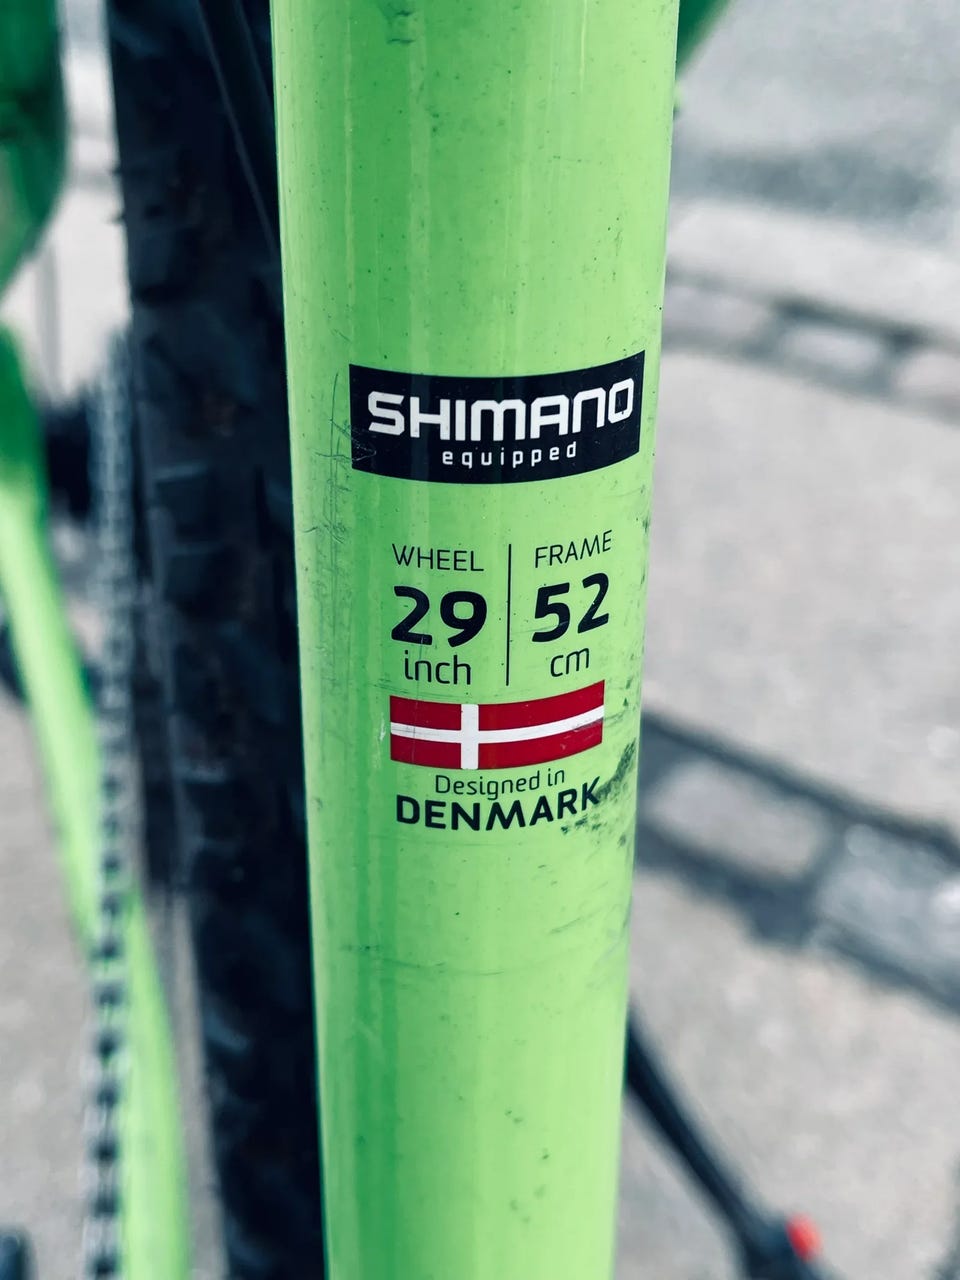 SHIMANO
equipped
WHEEL FRAME
29 52
inch cm
Designed in
DENMARK